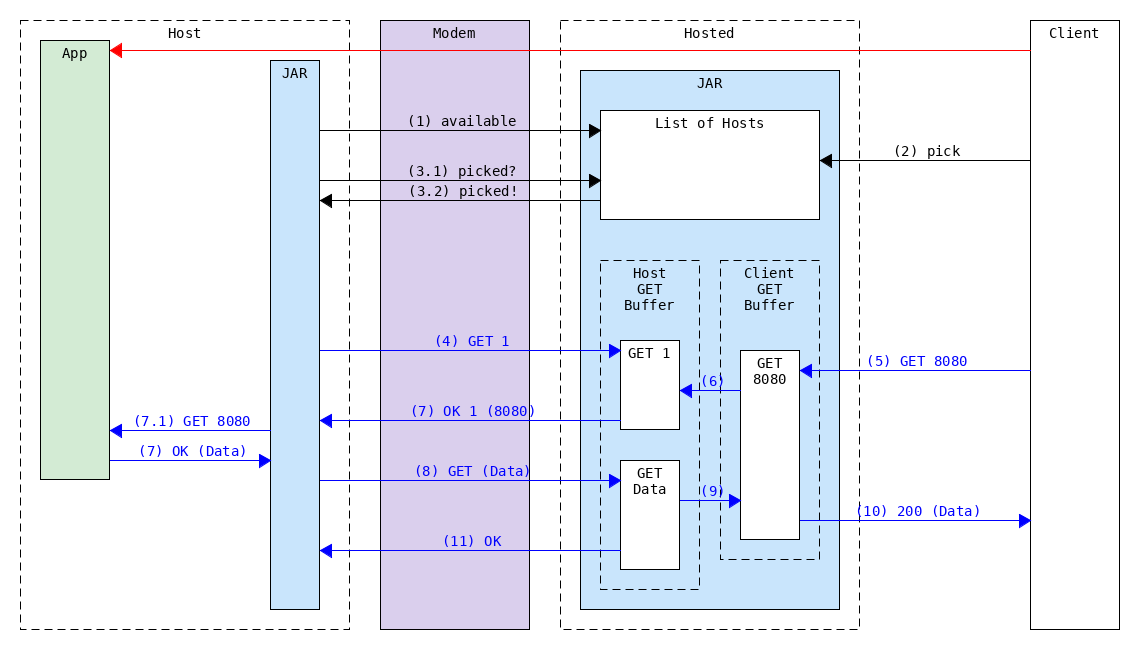 Host
Modem
Hosted
Client
App
JAR
JAR
(1) available
List of Hosts
(2) pick
(3.1) picked?
(3.2) picked!
Host
GET
Buffer
Client
GET
Buffer
(4) GET 1
GET 1
GET
8080
(5) GET 8080
(6)
(7) OK 1 (8080)
(7.1) GET 8080
(7) OK (Data)
(8) GET (Data)
GET
Data
(9)
(10) 200 (Data)
(11) OK